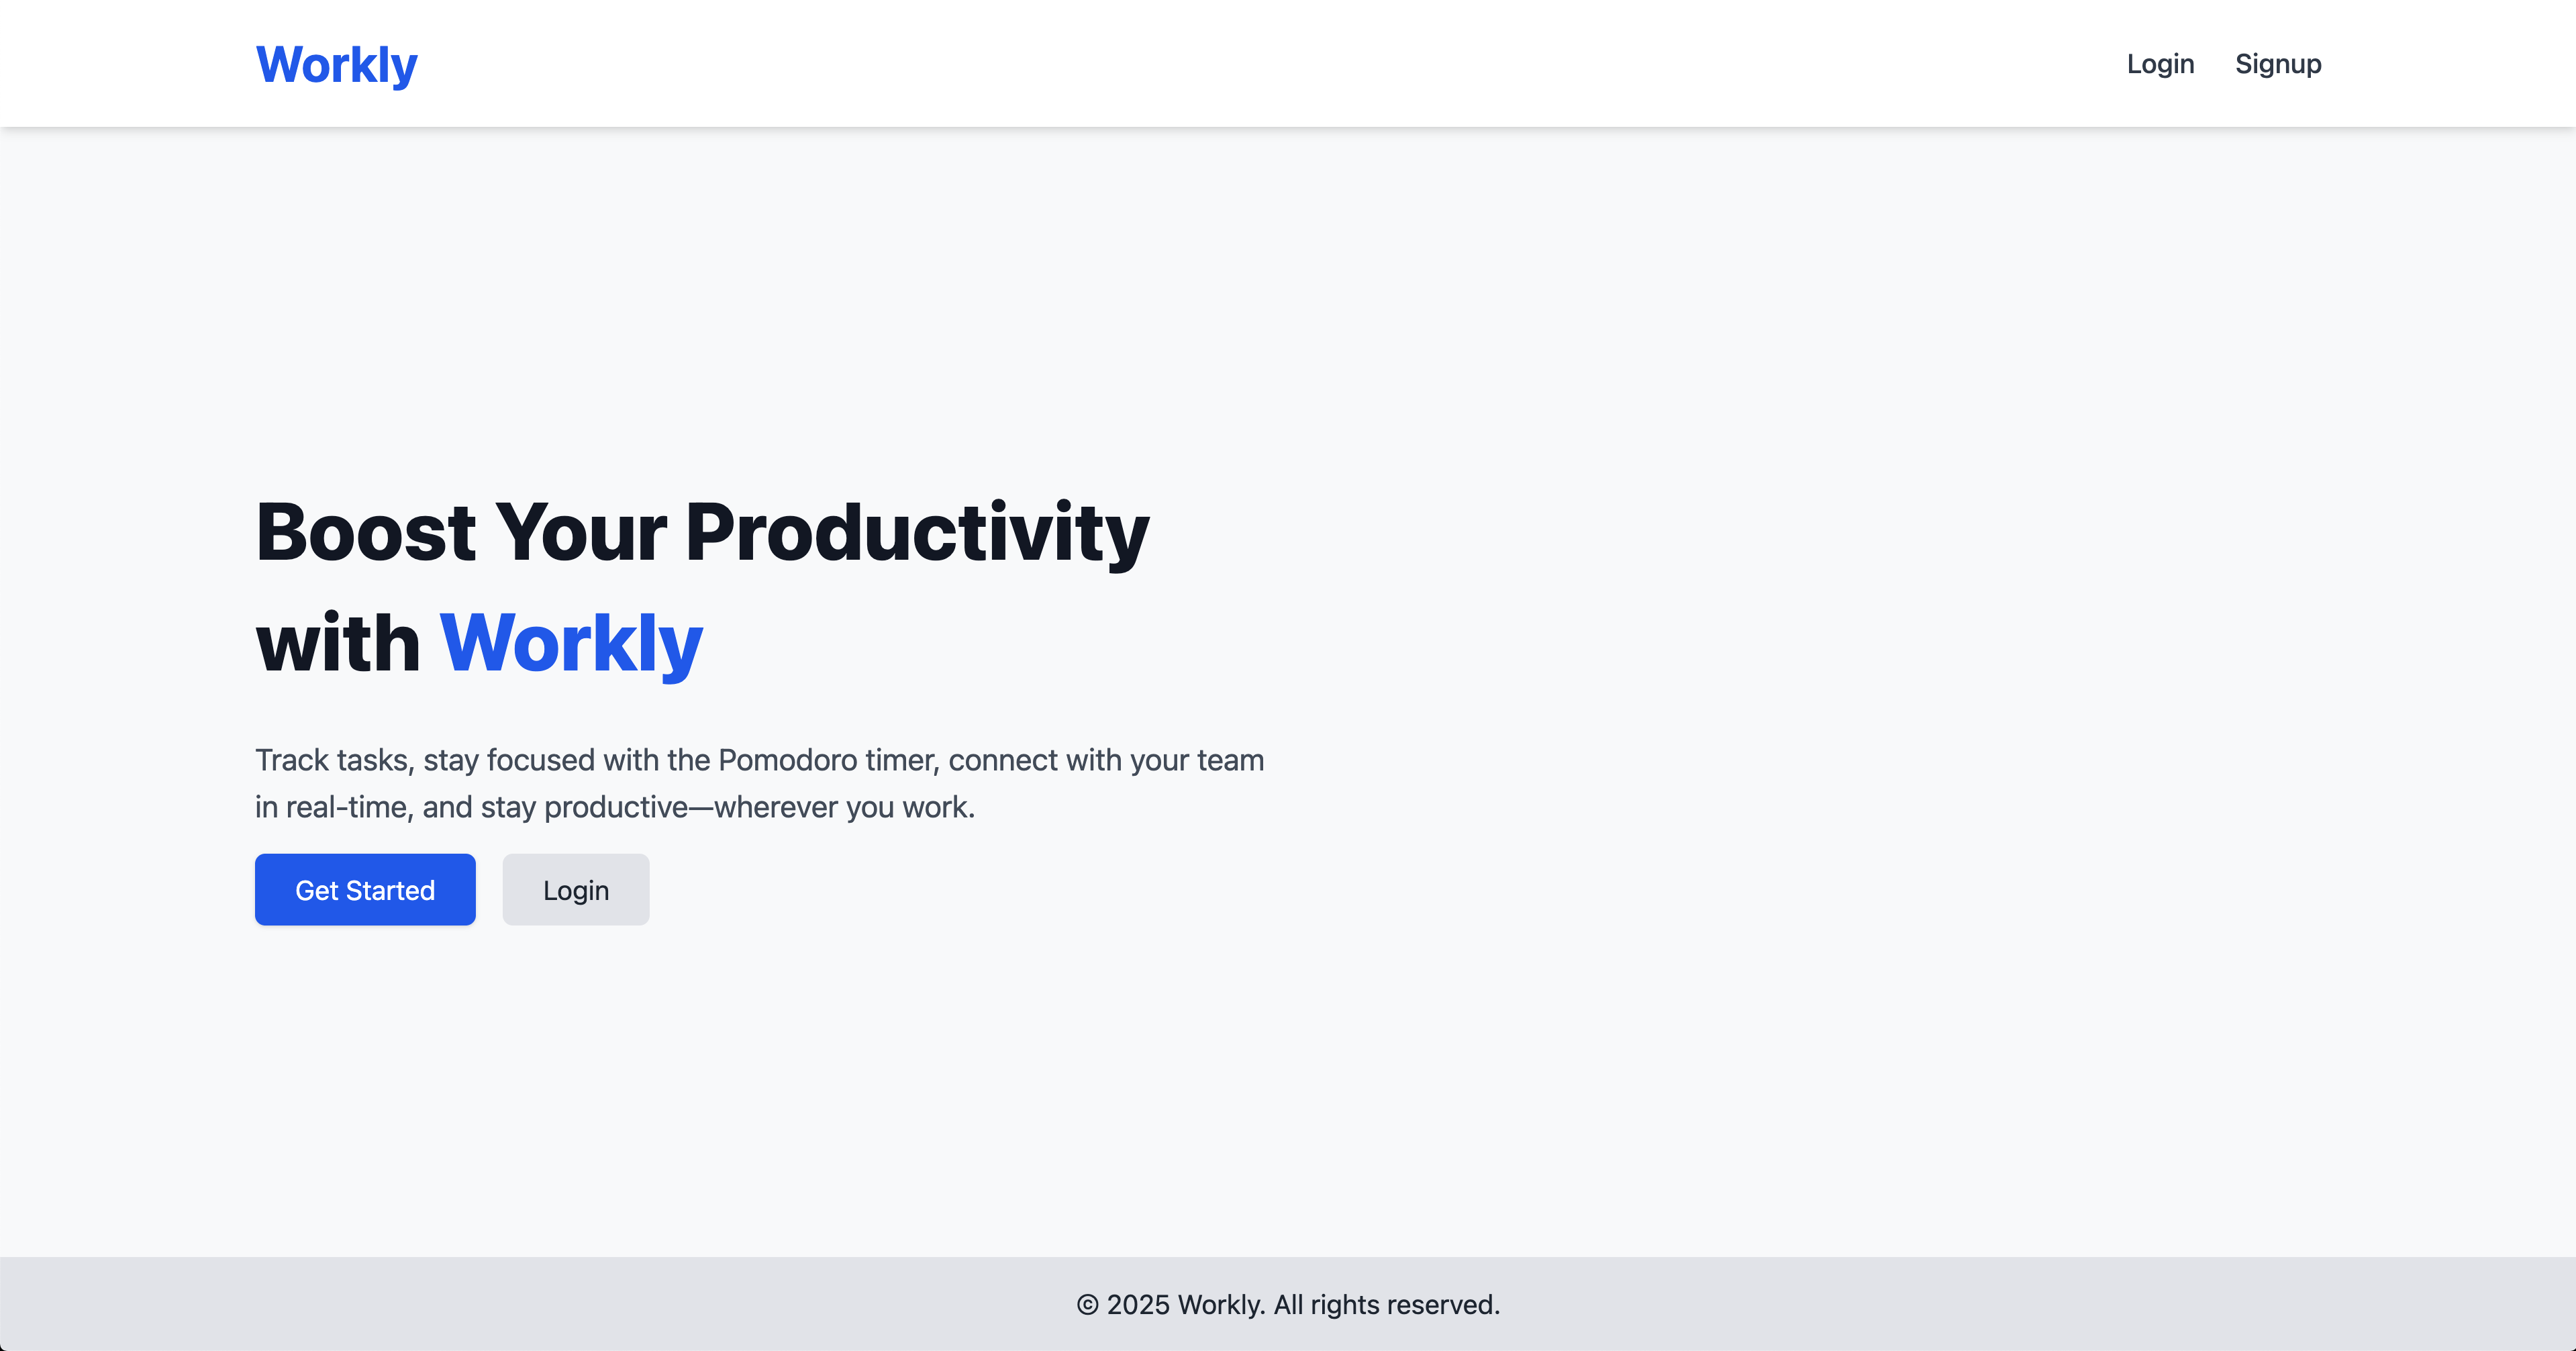 Workly
Login
Signup
Boost Your Productivity
with Workly
Track tasks, stay focused with the Pomodoro timer, connect with your team
in real-time, and stay productive—wherever you work.
Get Started
Login
© 2025 Workly. All rights reserved.